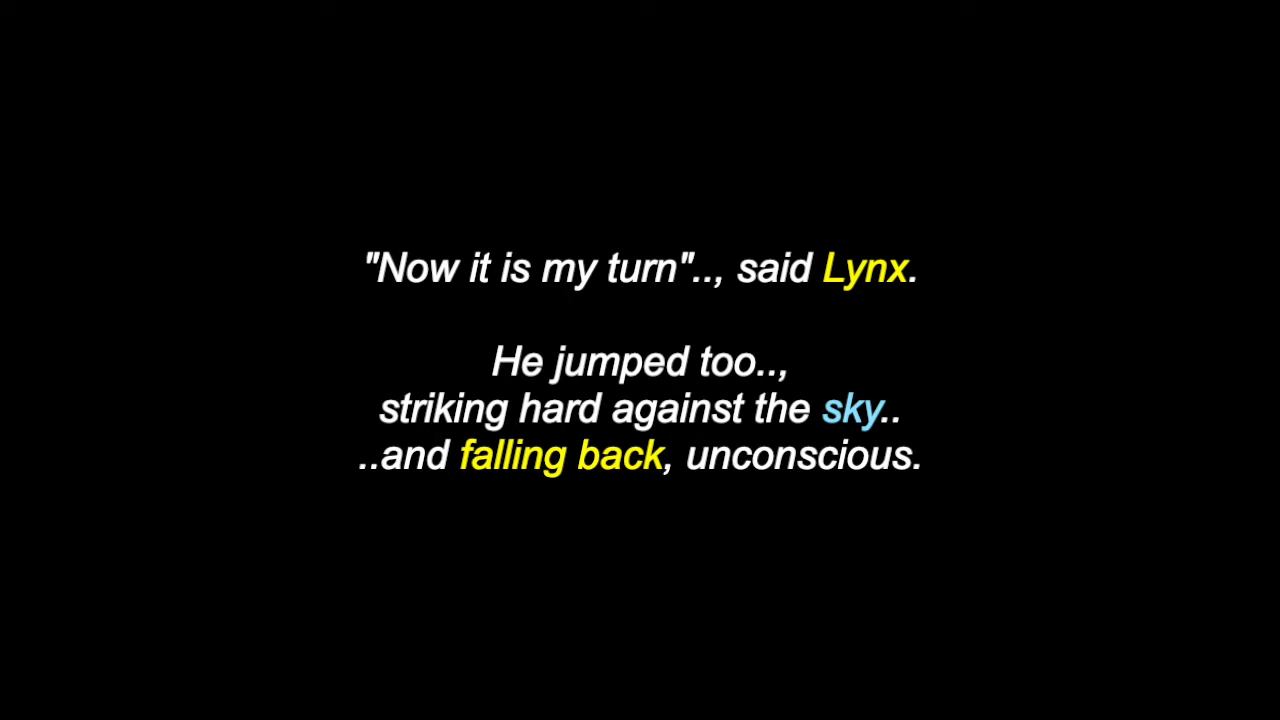 "Now it is my turn".., said Lynx.
He jumped too..,
striking hard against the sky..
..and falling back, unconscious.